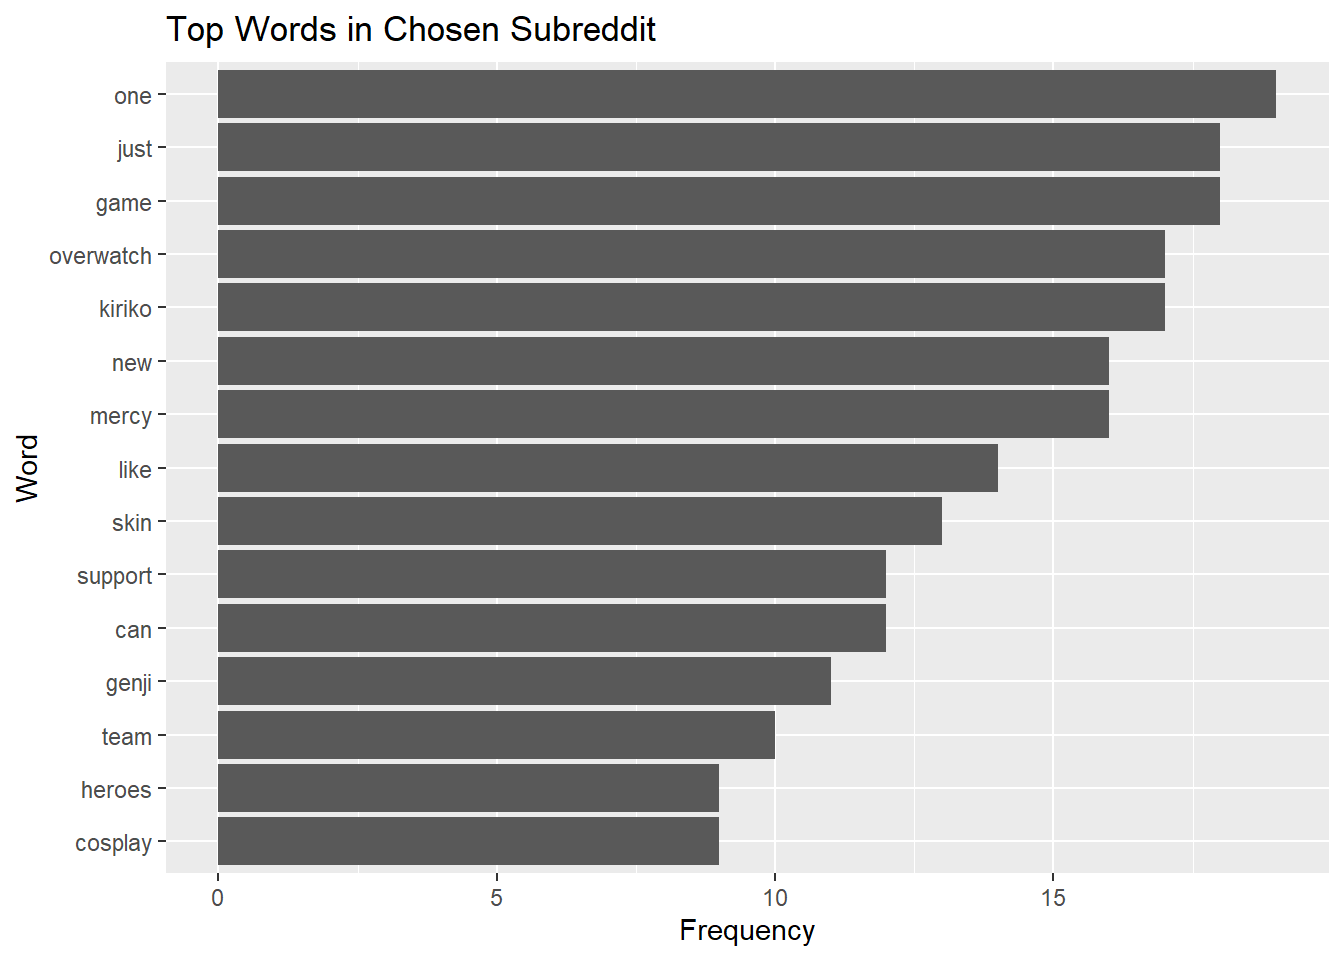 Top Words in Chosen Subreddit
one
just
game
overwatch
kiriko
new
mercy
like
skin
support
can
genji
team
heroes
cosplay
Word
0 5 10 15
Frequency